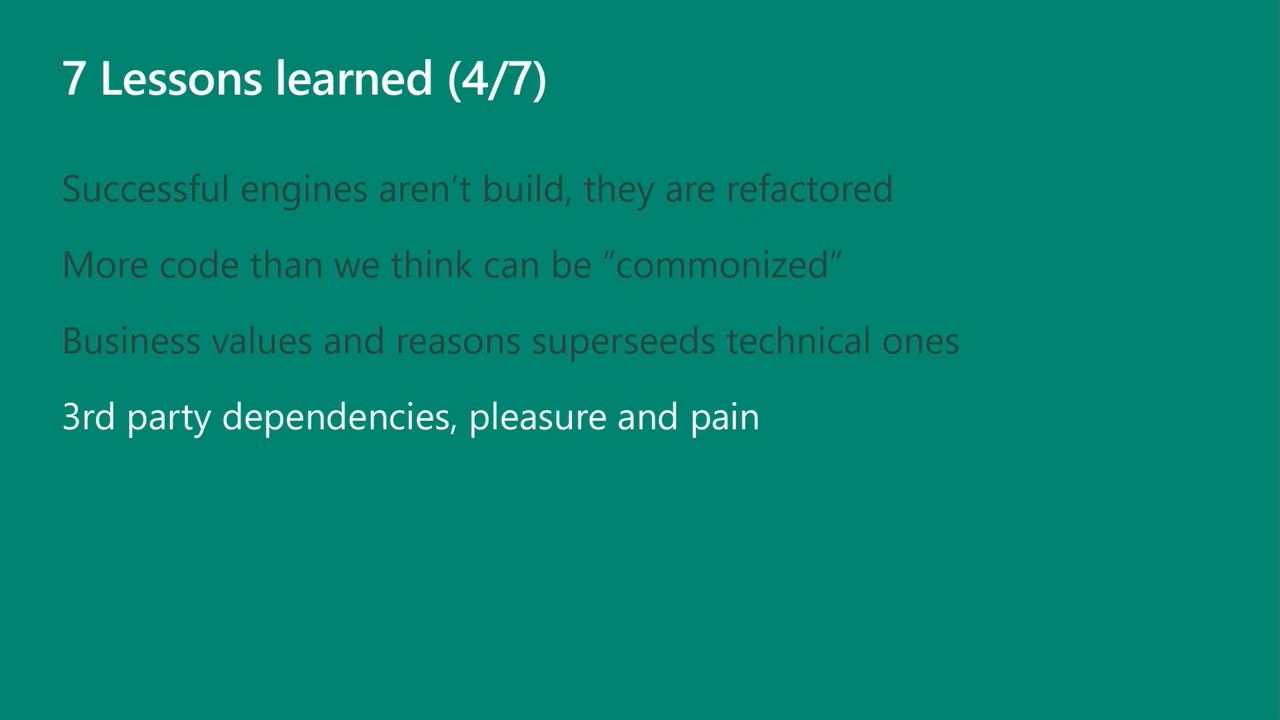 7 Lessons learned (4/7)
Successful engines aren’t build, they are refactored
More code than we think can be ”commonized”
Business values and reasons superseeds technical ones
3rd party dependencies, pleasure and pain